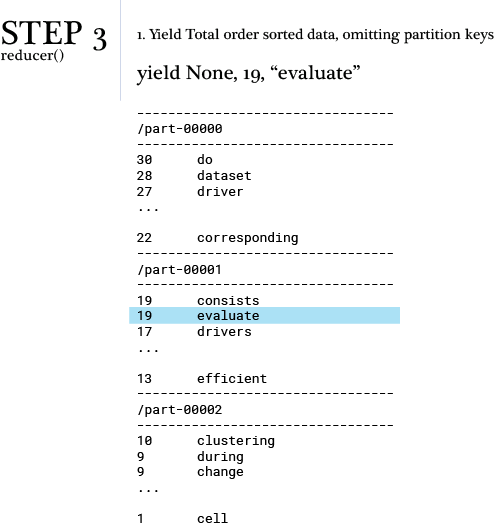 STEP 3
reducer()
1. Yield Total order sorted data, omitting partition keys
yield None, 19, “evaluate”
---------------------------------
/part-00000
---------------------------------
30 do
28 dataset
27 driver
...
22 corresponding
---------------------------------
/part-00001
---------------------------------
19 consists
19 evaluate
17 drivers
...
13 efficient
---------------------------------
/part-00002
---------------------------------
10 clustering
9 during
9 change
...
1 cell